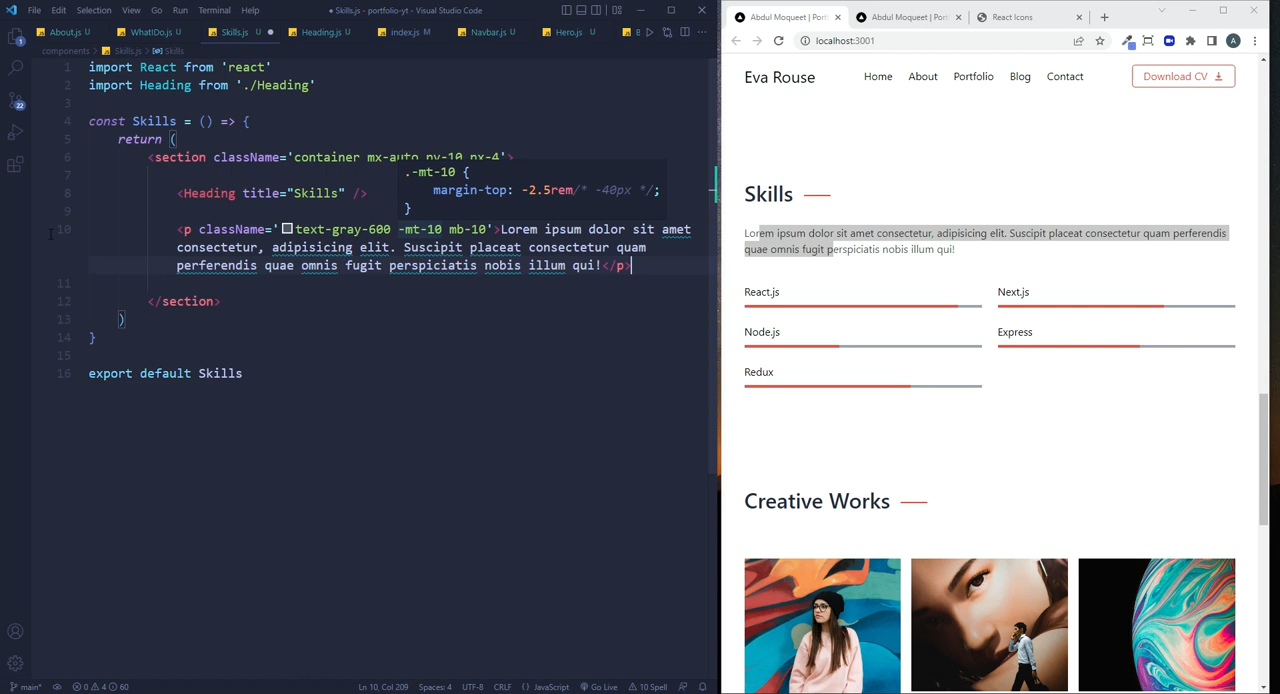 File Edit Selection View Go Run Terminal Help
● Skills.js - portfolio-yt - Visual Studio Code
About.js U
WhatIDo.js U
Skills.js U ●
Heading.js U
index.js M
Navbar.js U
Hero.js U
components > Skills.js > Skills
1 import React from 'react'
2 import Heading from './Heading'
3
4 const Skills = () => {
5 return (
6 <section className='container mx-auto py-10 px-4'>
7
8 <Heading title="Skills" />
9
10 <p className='text-gray-600 -mt-10 mb-10'>Lorem ipsum dolor sit amet
consectetur, adipisicing elit. Suscipit placeat consectetur quam
perferendis quae omnis fugit perspiciatis nobis illum qui!</p>
11
12 </section>
13 )
14 }
15
16 export default Skills
.-mt-10 {
margin-top: -2.5rem/* -40px */;
}
1
22
main* 0 4 60
Ln 10, Col 209 Spaces: 4 UTF-8 CRLF {} JavaScript Go Live 10 Spell
Abdul Moqueet | Port
Abdul Moqueet | Port
React Icons
localhost:3001
A
Eva Rouse
Home About Portfolio Blog Contact
Download CV
Skills
Lorem ipsum dolor sit amet consectetur, adipisicing elit. Suscipit placeat consectetur quam perferendis
quae omnis fugit perspiciatis nobis illum qui!
React.js
Next.js
Node.js
Express
Redux
Creative Works